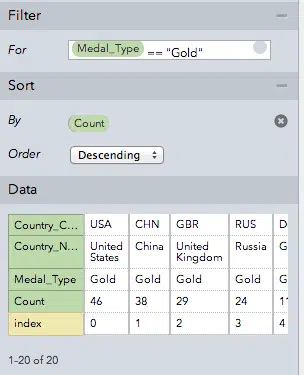 Filter
For Medal_Type == "Gold"
Sort
By Count
Order Descending
Data
Country_C... USA CHN GBR RUS D
Country_N... United States China United Kingdom Russia G
Medal_Type Gold Gold Gold Gold G
Count 46 38 29 24 11
index 0 1 2 3 4
1-20 of 20